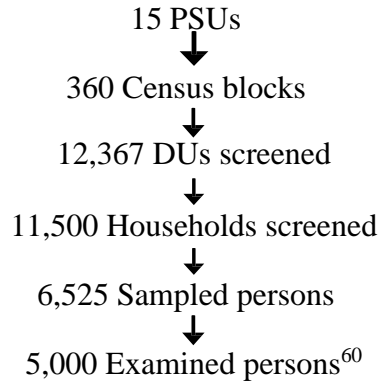 15 PSUs
360 Census blocks
12,367 DUs screened
11,500 Households screened
6,525 Sampled persons
5,000 Examined persons⁶⁰